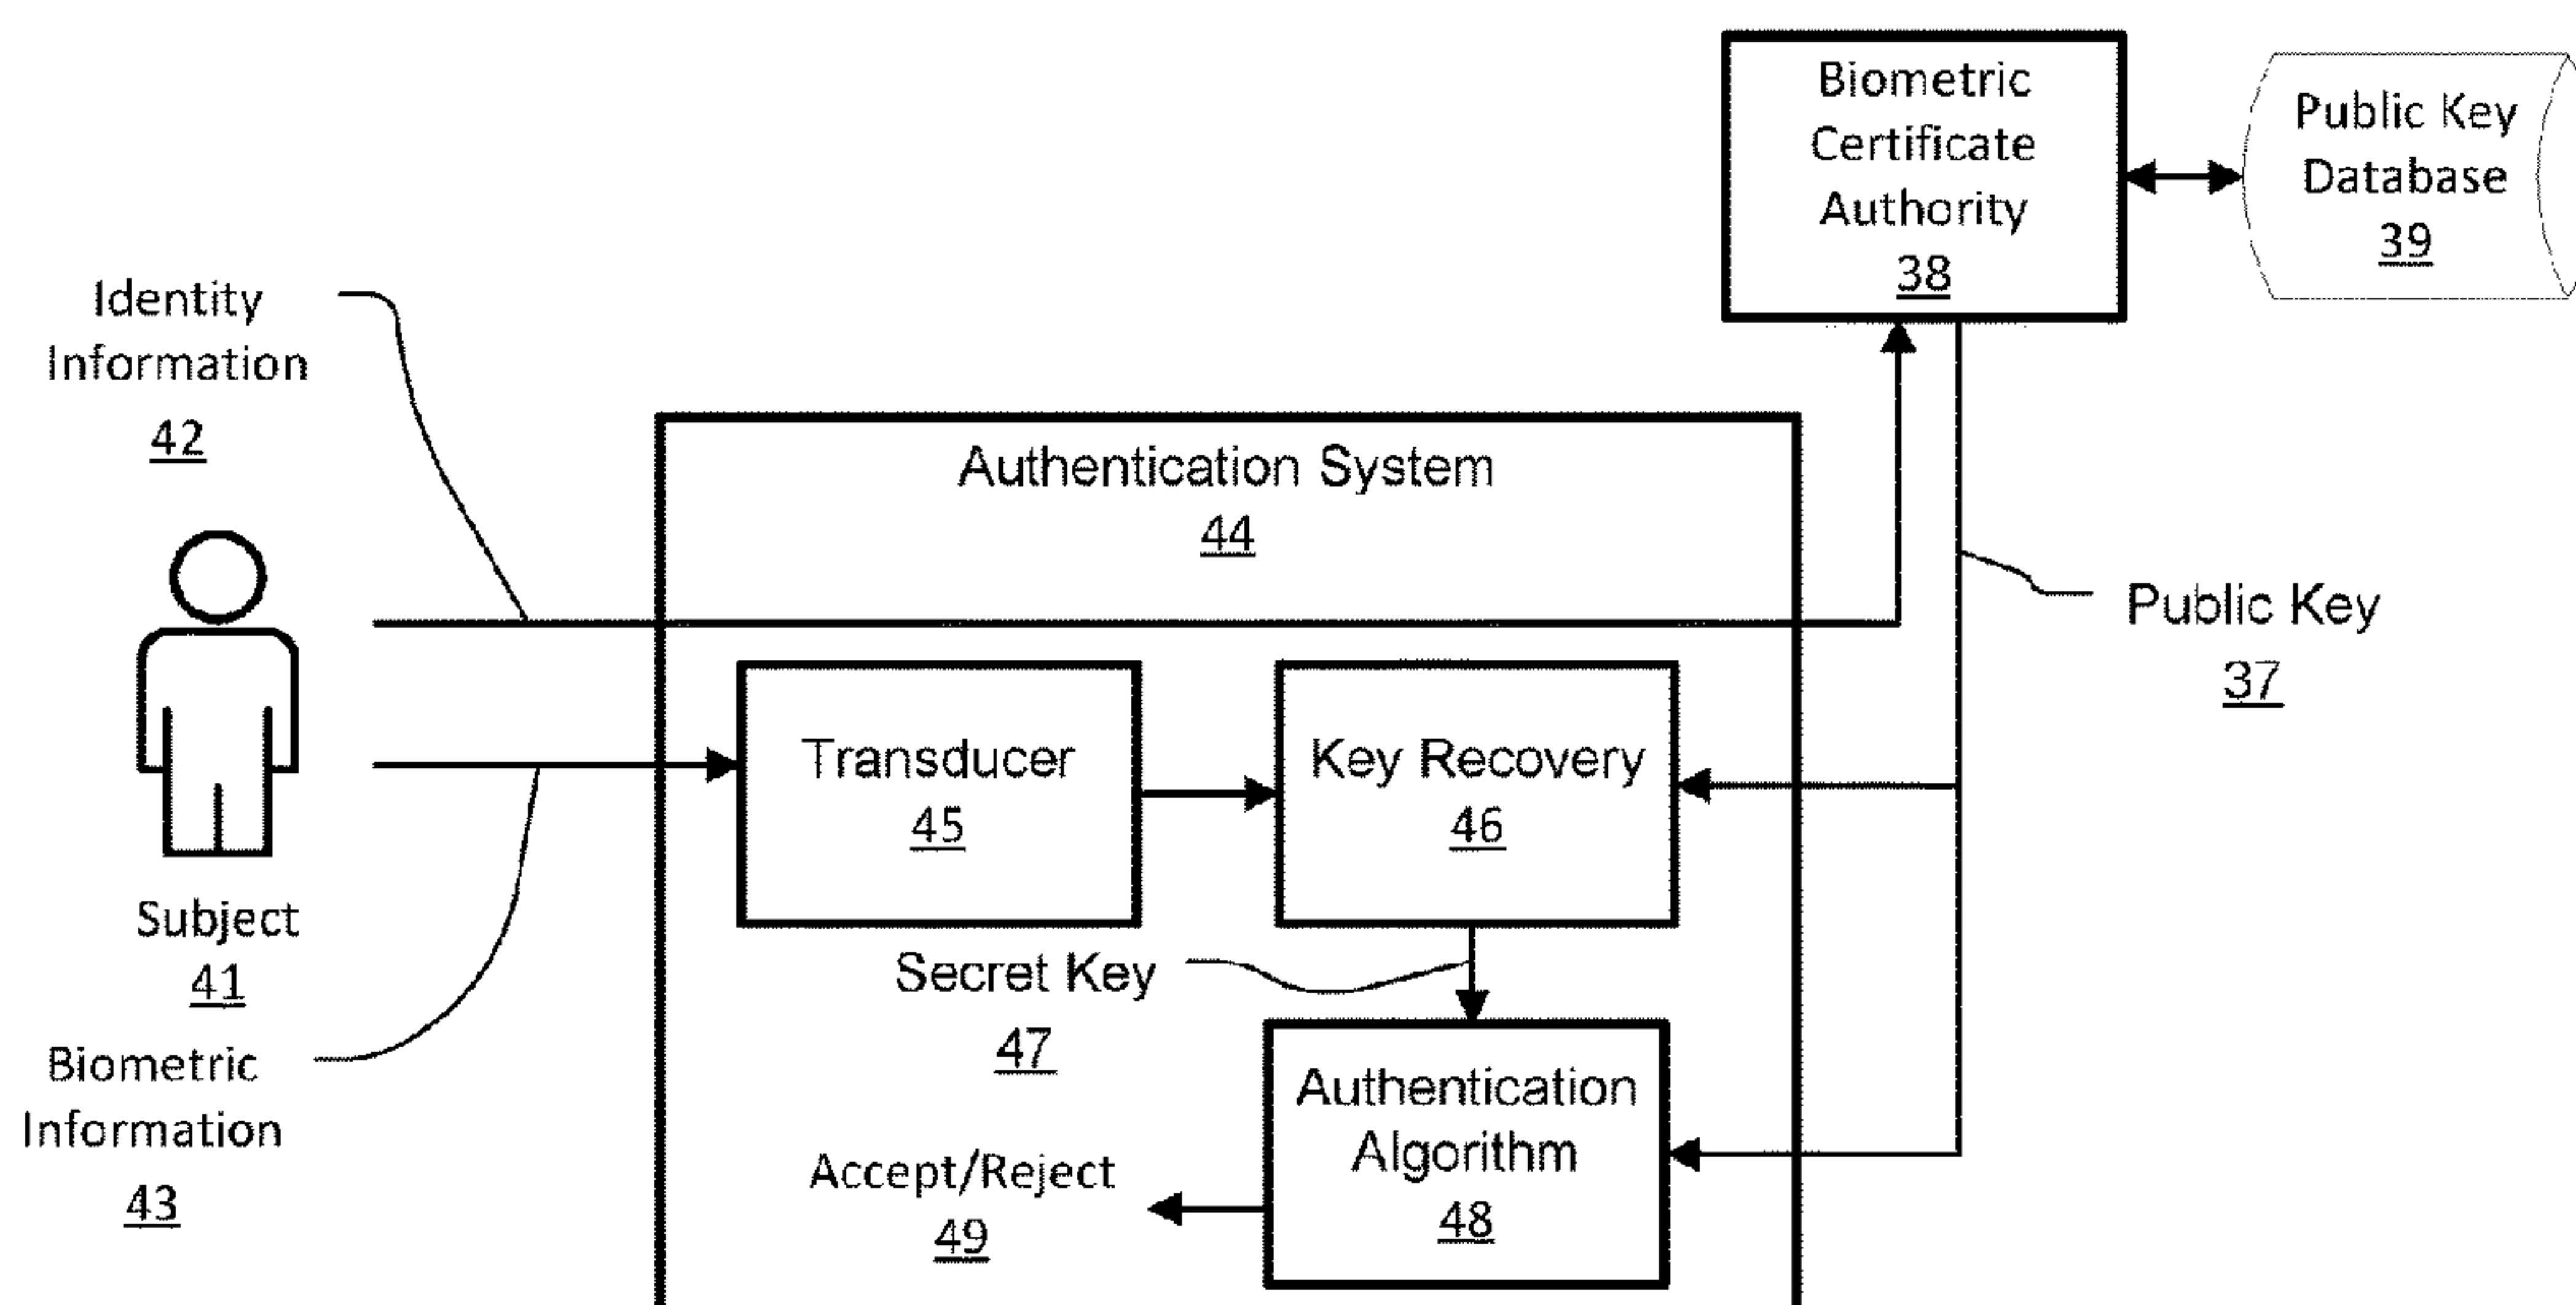 Biometric
Certificate
Authority
38
Public Key
Database
39
Identity
Information
42
Authentication System
44
Public Key
37
Transducer
45
Key Recovery
46
Subject
41
Secret Key
47
Biometric
Information
43
Authentication
Algorithm
48
Accept/Reject
49